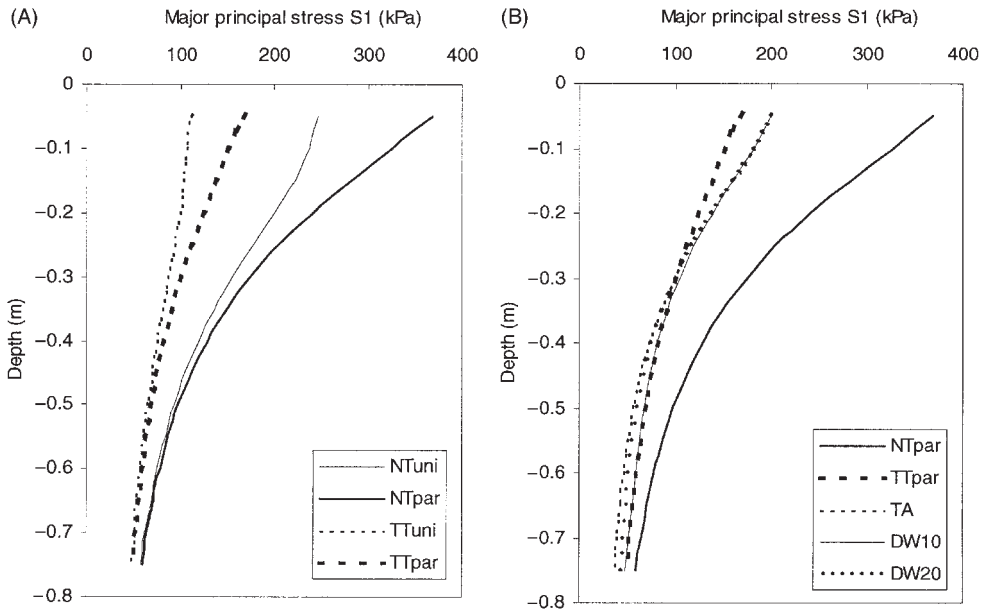 (A)
Major principal stress S1 (kPa)
0 100 200 300 400
0
−0.1
−0.2
−0.3
−0.4
−0.5
−0.6
−0.7
−0.8
Depth (m)
NTuni
NTpar
TTuni
TTpar
(B)
Major principal stress S1 (kPa)
0 100 200 300 400
0
−0.1
−0.2
−0.3
−0.4
−0.5
−0.6
−0.7
−0.8
Depth (m)
NTpar
TTpar
TA
DW10
DW20